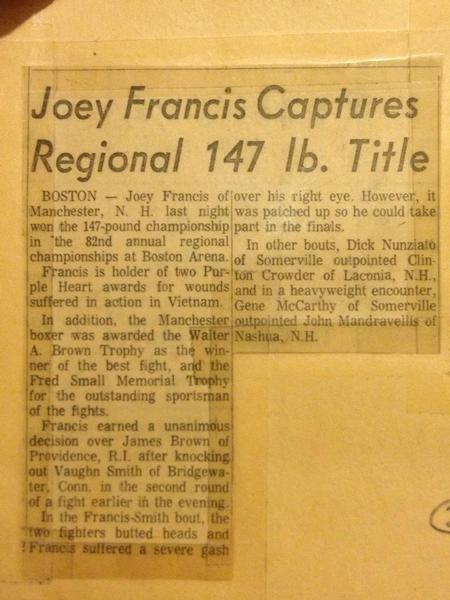 Joey Francis Captures
Regional 147 lb. Title
BOSTON — Joey Francis of
Manchester, N. H. last night
won the 147-pound championship
in the 82nd annual regional
championships at Boston Arena.
Francis is holder of two Pur-
ple Heart awards for wounds
suffered in action in Vietnam.
In addition, the Manchester
boxer was awarded the Walter
A. Brown Trophy as the win-
ner of the best fight, and the
Fred Small Memorial Trophy
for the outstanding sportsman
of the fights.
Francis earned a unanimous
decision over James Brown of
Providence, R.I. after knocking
out Vaughn Smith of Bridgewa-
ter, Conn. in the second round
of a fight earlier in the evening.
In the Francis-Smith bout, the
two fighters butted heads and
Francis suffered a severe gash
over his right eye. However, it
was patched up so he could take
part in the finals.
In other bouts, Dick Nunziato
of Somerville outpointed Clin-
ton Crowder of Laconia, N.H.,
and in a heavyweight encounter,
Gene McCarthy of Somerville
outpointed John Mandravellis of
Nashua, N.H.